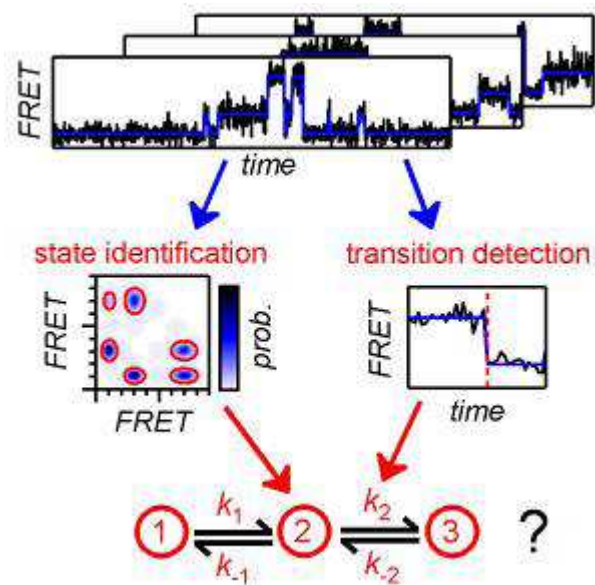 FRET
time
state identification
transition detection
FRET
prob.
FRET
FRET
time
k1
k2
1
2
3
?
k-1
k-2